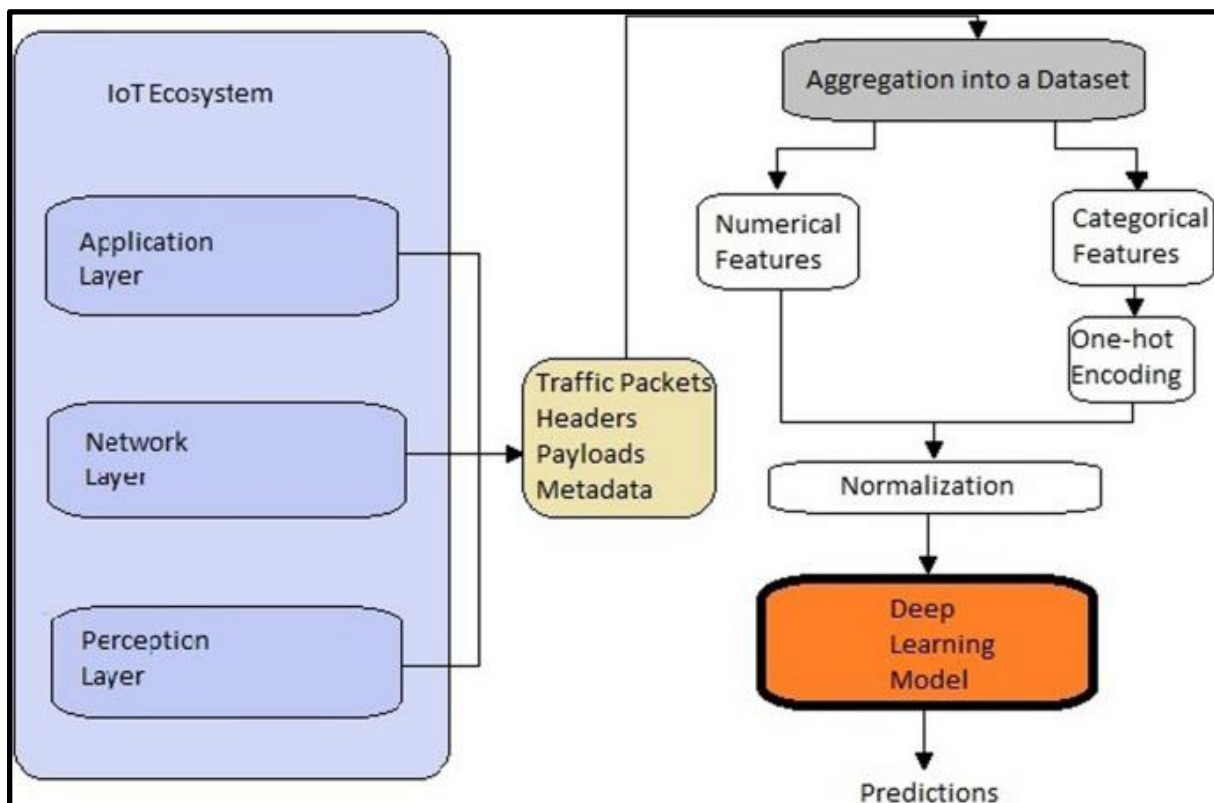 IoT Ecosystem
Application
Layer
Network
Layer
Perception
Layer
Traffic Packets
Headers
Payloads
Metadata
Aggregation into a Dataset
Numerical
Features
Categorical
Features
One-hot
Encoding
Normalization
Deep
Learning
Model
Predictions